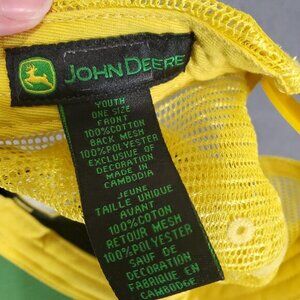 JOHN DEERE
YOUTH
ONE SIZE
FRONT
100%COTTON
BACK MESH
100%POLYESTER
EXCLUSIVE OF
DECORATION
MADE IN
CAMBODIA
JEUNE
TAILLE UNIQUE
AVANT
100%COTON
RETOUR MESH
100%POLYESTER
SAUF DE
DECORATION
FABRIQUE EN
CAMBODGE